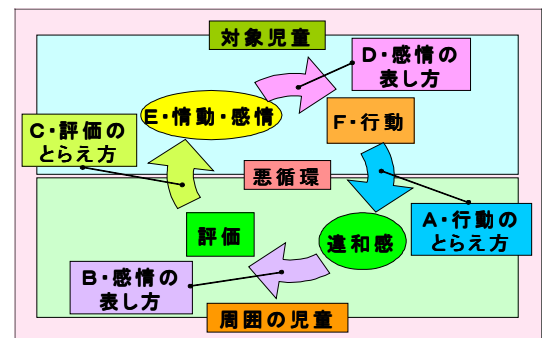 対象児童
D・感情の
表し方
E・情動・感情
F・行動
C・評価の
とらえ方
悪循環
A・行動の
とらえ方
評価
違和感
B・感情の
表し方
周囲の児童